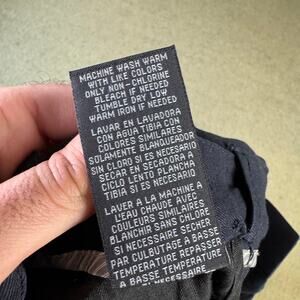 MACHINE WASH WARM
WITH LIKE COLORS
ONLY NON-CHLORINE
BLEACH IF NEEDED
TUMBLE DRY LOW
WARM IRON IF NEEDED
LAVAR EN LAVADORA
CON AGUA TIBIA CON
COLORES SIMILARES
SOLAMENTE BLANQUEADOR
SIN CLORO SI ES NECESARIO
SECAR EN SECADORA A
CICLO LENTO PLANCHA
TIBIA SI ES NECESARIO
LAVER A LA MACHINE A
L'EAU CHAUDE AVEC
COULEURS SIMILAIRES
BLANCHIR SANS CHLORE
SI NECESSAIRE SECHER
PAR CULBUTAGE A BASSE
TEMPERATURE REPASSER
A BASSE TEMPERATURE
SI NECESSAIRE